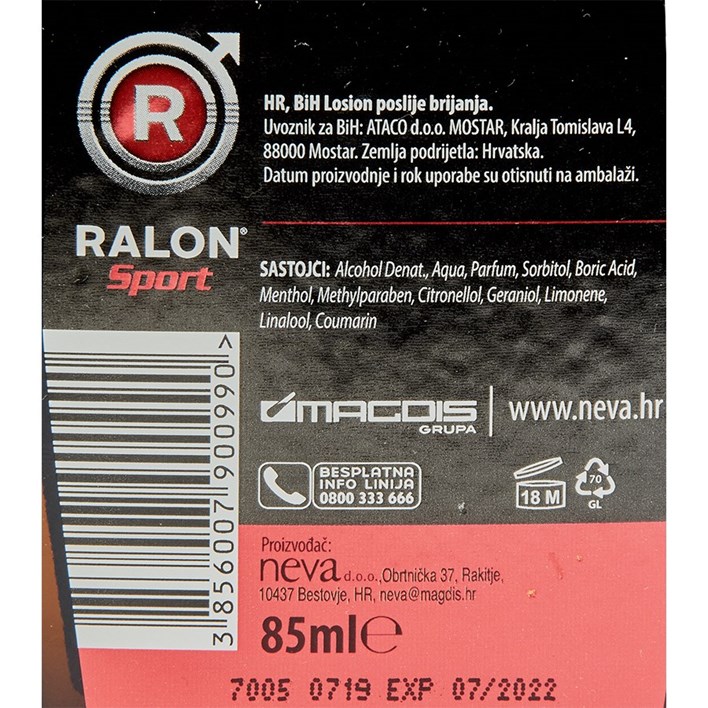 R
RALON®
Sport
HR, BiH Losion poslije brijanja.
Uvoznik za BiH: ATACO d.o.o. MOSTAR, Kralja Tomislava L4,
88000 Mostar. Zemlja podrijetla: Hrvatska.
Datum proizvodnje i rok uporabe su otisnuti na ambalaži.
SASTOJCI: Alcohol Denat., Aqua, Parfum, Sorbitol, Boric Acid,
Menthol, Methylparaben, Citronellol, Geraniol, Limonene,
Linalool, Coumarin
MAGDIS
GRUPA
www.neva.hr
BESPLATNA
INFO LINIJA
0800 333 666
18 M
70
GL
Proizvođač:
neva d.o.o.,Obrtnička 37, Rakitje,
10437 Bestovje, HR, neva@magdis.hr
85ml℮
3 856007 900990 >
7005 0719 EXP 07/2022